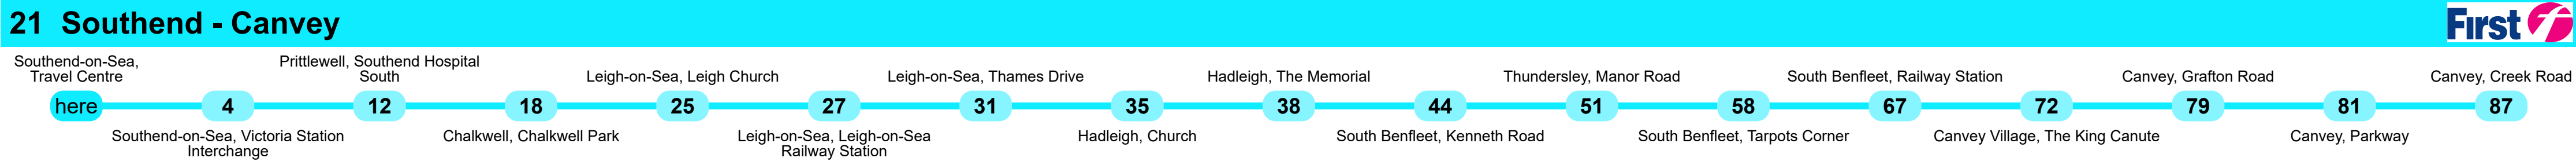 21 Southend - Canvey
First
Southend-on-Sea,
Travel Centre
Prittlewell, Southend Hospital
South
Leigh-on-Sea, Leigh Church
Leigh-on-Sea, Thames Drive
Hadleigh, The Memorial
Thundersley, Manor Road
South Benfleet, Railway Station
Canvey, Grafton Road
Canvey, Creek Road
here 4 12 18 25 27 31 35 38 44 51 58 67 72 79 81 87
Southend-on-Sea, Victoria Station
Interchange
Chalkwell, Chalkwell Park
Leigh-on-Sea, Leigh-on-Sea
Railway Station
Hadleigh, Church
South Benfleet, Kenneth Road
South Benfleet, Tarpots Corner
Canvey Village, The King Canute
Canvey, Parkway